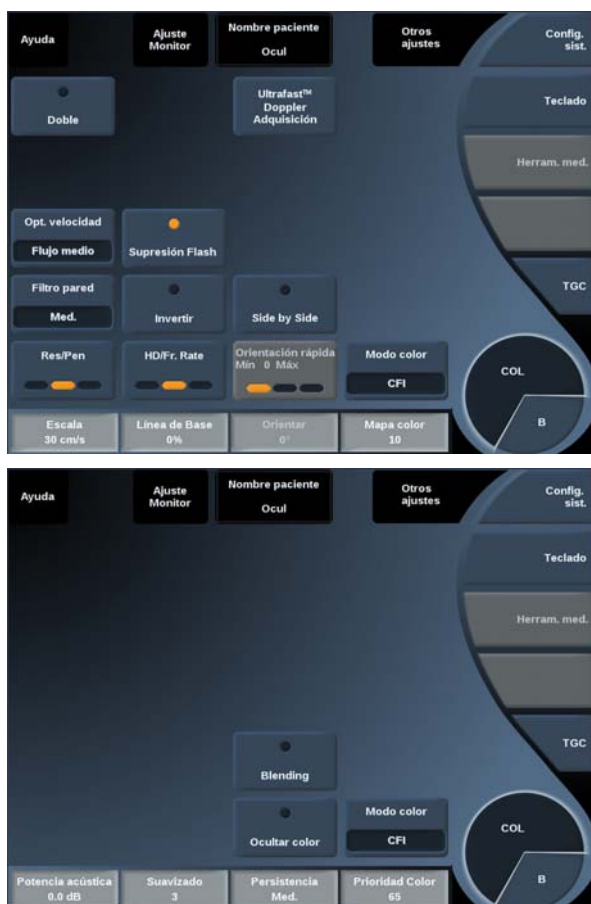 Ayuda
Ajuste
Monitor
Nombre paciente
Ocul
Otros
ajustes
Config.
sist.
Doble
Ultrafast™
Doppler
Adquisición
Teclado
Herram. med.
Opt. velocidad
Flujo medio
Supresión Flash
Filtro pared
Med.
Invertir
Side by Side
TGC
Res/Pen
HD/Fr. Rate
Orientación rápida
Mín 0 Máx
Modo color
CFI
COL
B
Escala
30 cm/s
Línea de Base
0%
Orientar
0°
Mapa color
10
Ayuda
Ajuste
Monitor
Nombre paciente
Ocul
Otros
ajustes
Config.
sist.
Teclado
Herram. med.
TGC
Blending
Ocultar color
Modo color
CFI
COL
B
Potencia acústica
0.0 dB
Suavizado
3
Persistencia
Med.
Prioridad Color
65